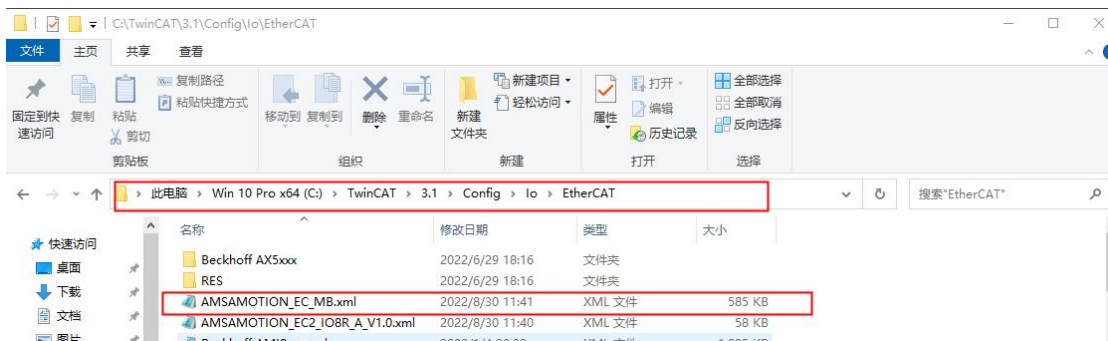 C:\TwinCAT\3.1\Config\Io\EtherCAT
文件 主页 共享 查看
固定到快速访问
复制
粘贴
复制路径
粘贴快捷方式
剪切
移动到 复制到 删除 重命名
新建文件夹
新建项目
轻松访问
属性
打开
编辑
历史记录
全部选择
全部取消
反向选择
剪贴板 组织 新建 打开 选择
此电脑 > Win 10 Pro x64 (C:) > TwinCAT > 3.1 > Config > Io > EtherCAT
搜索"EtherCAT"
名称 修改日期 类型 大小
快速访问
桌面
下载
文档
图片
Beckhoff AX5xxx 2022/6/29 18:16 文件夹
RES 2022/6/29 18:16 文件夹
AMSAMOTION_EC_MB.xml 2022/8/30 11:41 XML 文件 585 KB
AMSAMOTION_EC2_IO8R_A_V1.0.xml 2022/8/30 11:40 XML 文件 58 KB